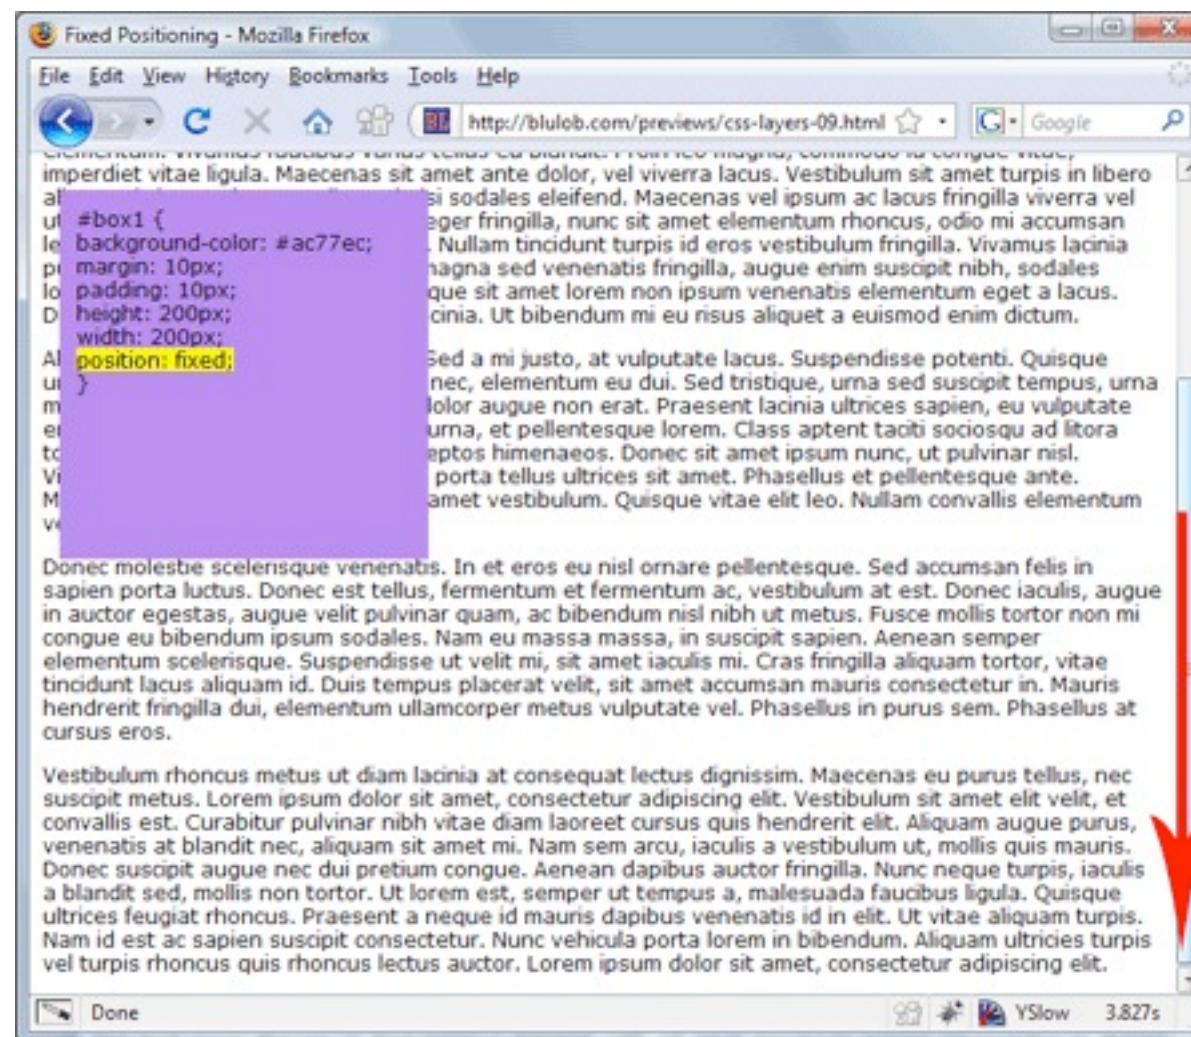 Fixed Positioning - Mozilla Firefox
File Edit View History Bookmarks Tools Help
BL http://blulob.com/previews/css-layers-09.html G Google
imperdiet vitae ligula. Maecenas sit amet ante dolor, vel viverra lacus. Vestibulum sit amet turpis in libero
si sodales eleifend. Maecenas vel ipsum ac lacus fringilla viverra vel
#box1 {
eger fringilla, nunc sit amet elementum rhoncus, odio mi accumsan
background-color: #ac77ec;
. Nullam tincidunt turpis id eros vestibulum fringilla. Vivamus lacinia
margin: 10px;
magna sed venenatis fringilla, augue enim suscipit nibh, sodales
padding: 10px;
que sit amet lorem non ipsum venenatis elementum eget a lacus.
height: 200px;
cinia. Ut bibendum mi eu risus aliquet a euismod enim dictum.
width: 200px;
position: fixed;
Sed a mi justo, at vulputate lacus. Suspendisse potenti. Quisque
}
nec, elementum eu dui. Sed tristique, urna sed suscipit tempus, urna
dolor augue non erat. Praesent lacinia ultrices sapien, eu vulputate
urna, et pellentesque lorem. Class aptent taciti sociosqu ad litora
eptos himenaeos. Donec sit amet ipsum nunc, ut pulvinar nisl.
porta tellus ultrices sit amet. Phasellus et pellentesque ante.
amet vestibulum. Quisque vitae elit leo. Nullam convallis elementum
Donec molestie scelerisque venenatis. In et eros eu nisl ornare pellentesque. Sed accumsan felis in
sapien porta luctus. Donec est tellus, fermentum et fermentum ac, vestibulum at est. Donec iaculis, augue
in auctor egestas, augue velit pulvinar quam, ac bibendum nisl nibh ut metus. Fusce mollis tortor non mi
congue eu bibendum ipsum sodales. Nam eu massa massa, in suscipit sapien. Aenean semper
elementum scelerisque. Suspendisse ut velit mi, sit amet iaculis mi. Cras fringilla aliquam tortor, vitae
tincidunt lacus aliquam id. Duis tempus placerat velit, sit amet accumsan mauris consectetur in. Mauris
hendrerit fringilla dui, elementum ullamcorper metus vulputate vel. Phasellus in purus sem. Phasellus at
cursus eros.
Vestibulum rhoncus metus ut diam lacinia at consequat lectus dignissim. Maecenas eu purus tellus, nec
suscipit metus. Lorem ipsum dolor sit amet, consectetur adipiscing elit. Vestibulum sit amet elit velit, et
convallis est. Curabitur pulvinar nibh vitae diam laoreet cursus quis hendrerit elit. Aliquam augue purus,
venenatis at blandit nec, aliquam sit amet mi. Nam sem arcu, iaculis a vestibulum ut, mollis quis mauris.
Donec suscipit augue nec dui pretium congue. Aenean dapibus auctor fringilla. Nunc neque turpis, iaculis
a blandit sed, mollis non tortor. Ut lorem est, semper ut tempus a, malesuada faucibus ligula. Quisque
ultrices feugiat rhoncus. Praesent a neque id mauris dapibus venenatis id in elit. Ut vitae aliquam turpis.
Nam id est ac sapien suscipit consectetur. Nunc vehicula porta lorem in bibendum. Aliquam ultricies turpis
vel turpis rhoncus quis rhoncus lectus auctor. Lorem ipsum dolor sit amet, consectetur adipiscing elit.
Done YSlow 3.827s